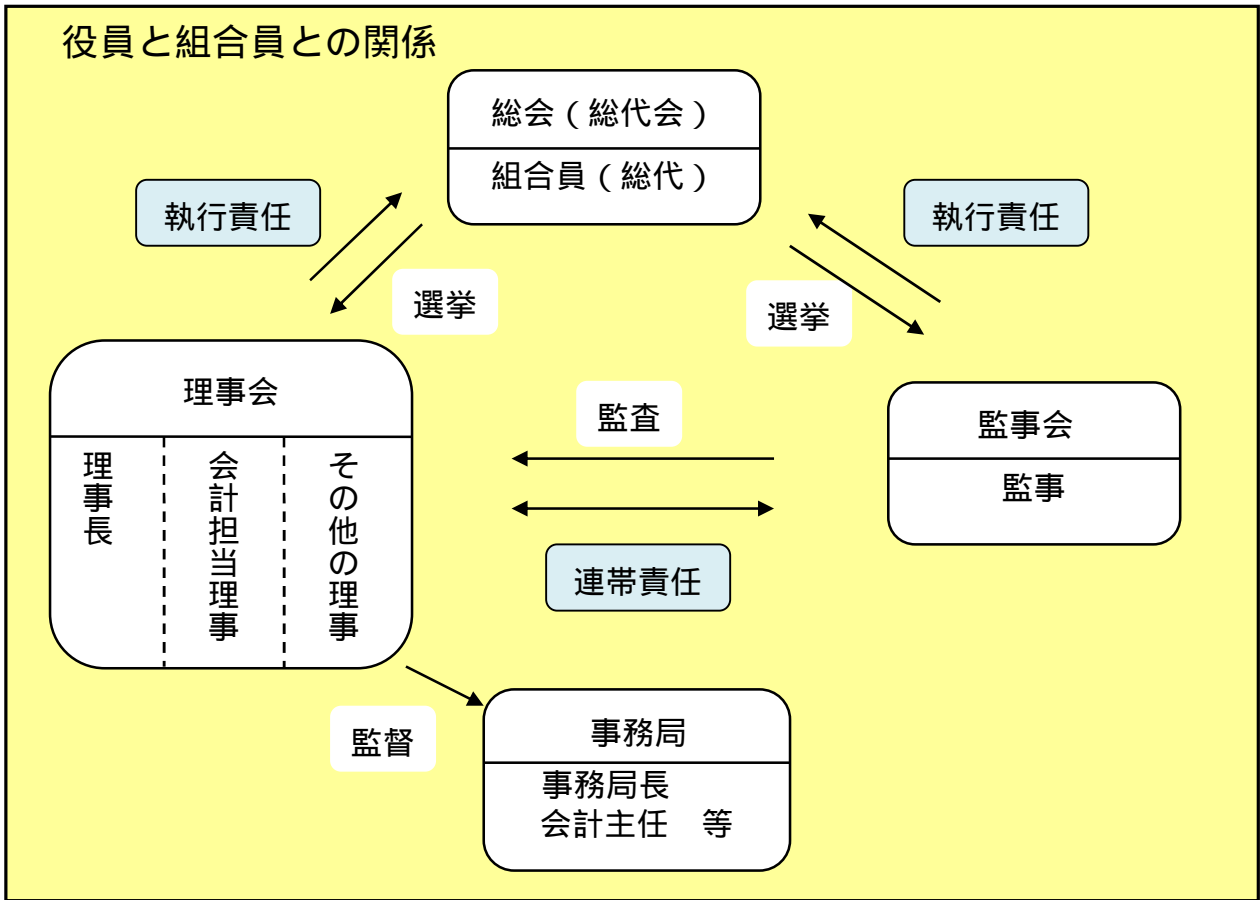 役員と組合員との関係
総会（総代会）
組合員（総代）
執行責任
執行責任
選挙
選挙
理事会
理事長
会計担当理事
その他の理事
監査
連帯責任
監事会
監事
監督
事務局
事務局長
会計主任　等